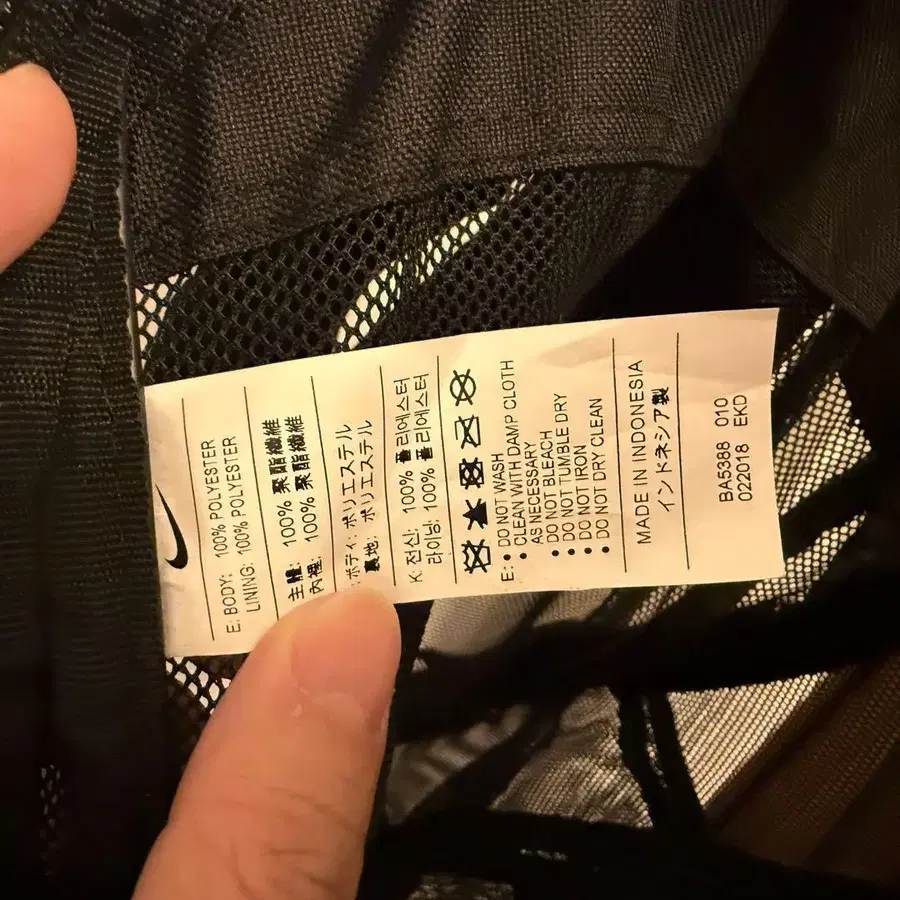 E: BODY: 100% POLYESTER
LINING: 100% POLYESTER
主體: 100% 聚酯纖維
內裡: 100% 聚酯纖維
ボディ: ポリエステル
裏地: ポリエステル
K: 전신: 100% 폴리에스터
라이닝: 100% 폴리에스터
E: • DO NOT WASH
• CLEAN WITH DAMP CLOTH
AS NECESSARY
• DO NOT BLEACH
• DO NOT TUMBLE DRY
• DO NOT IRON
• DO NOT DRY CLEAN
MADE IN INDONESIA
インドネシア製
BA5388 010
022018 EKD